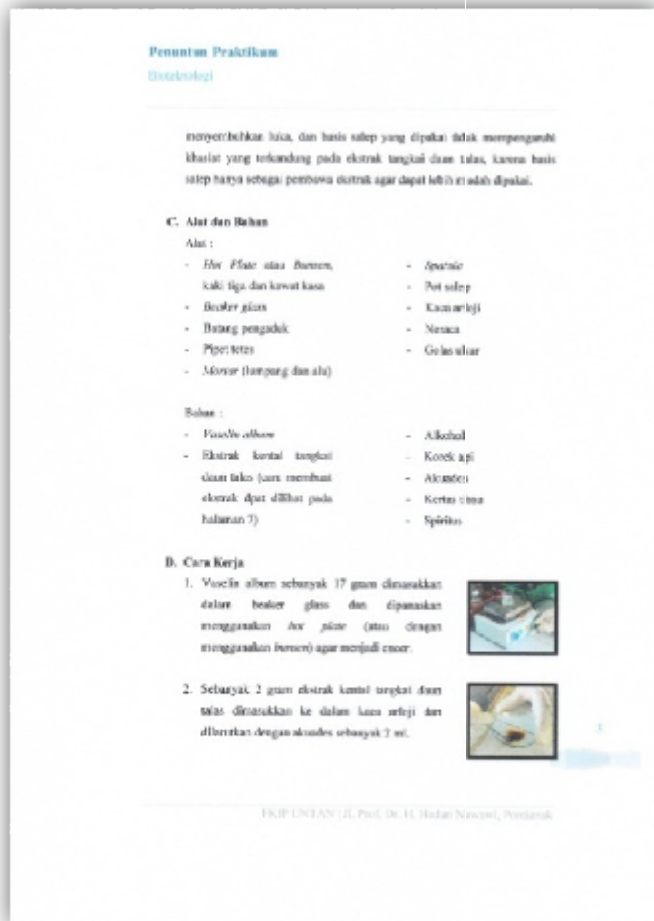 Penuntun Praktikum
Bioteknologi
menyembuhkan luka, dan basis salep yang dipakai tidak mempengaruhi
khasiat yang terkandung pada ekstrak tangkai daun talas, karena basis
salep hanya sebagai pembawa ekstrak agar dapat lebih mudah dipakai.
C. Alat dan Bahan
Alat :
- Hot Plate atau Bunsen,
kaki tiga dan kawat kasa
- Beaker glass
- Batang pengaduk
- Pipet tetes
- Mortar (lumpang dan alu)
- Spatula
- Pot salep
- Kaca arloji
- Neraca
- Gelas ukur
Bahan :
- Vaselin album
- Ekstrak kental tangkai
daun talas (cara membuat
ekstrak dpat dilihat pada
halaman 7)
- Alkohol
- Korek api
- Akuades
- Kertas tissu
- Spiritus
D. Cara Kerja
1. Vaselin album sebanyak 17 gram dimasukkan
dalam beaker glass dan dipanaskan
menggunakan hot plate (atau dengan
menggunakan bunsen) agar menjadi encer.
2. Sebanyak 2 gram ekstrak kental tangkai daun
talas dimasukkan ke dalam kaca arloji dan
dilarutkan dengan akuades sebanyak 2 ml.
FKIP UNTAN | Jl. Prof. Dr. H. Hadari Nawawi, Pontianak